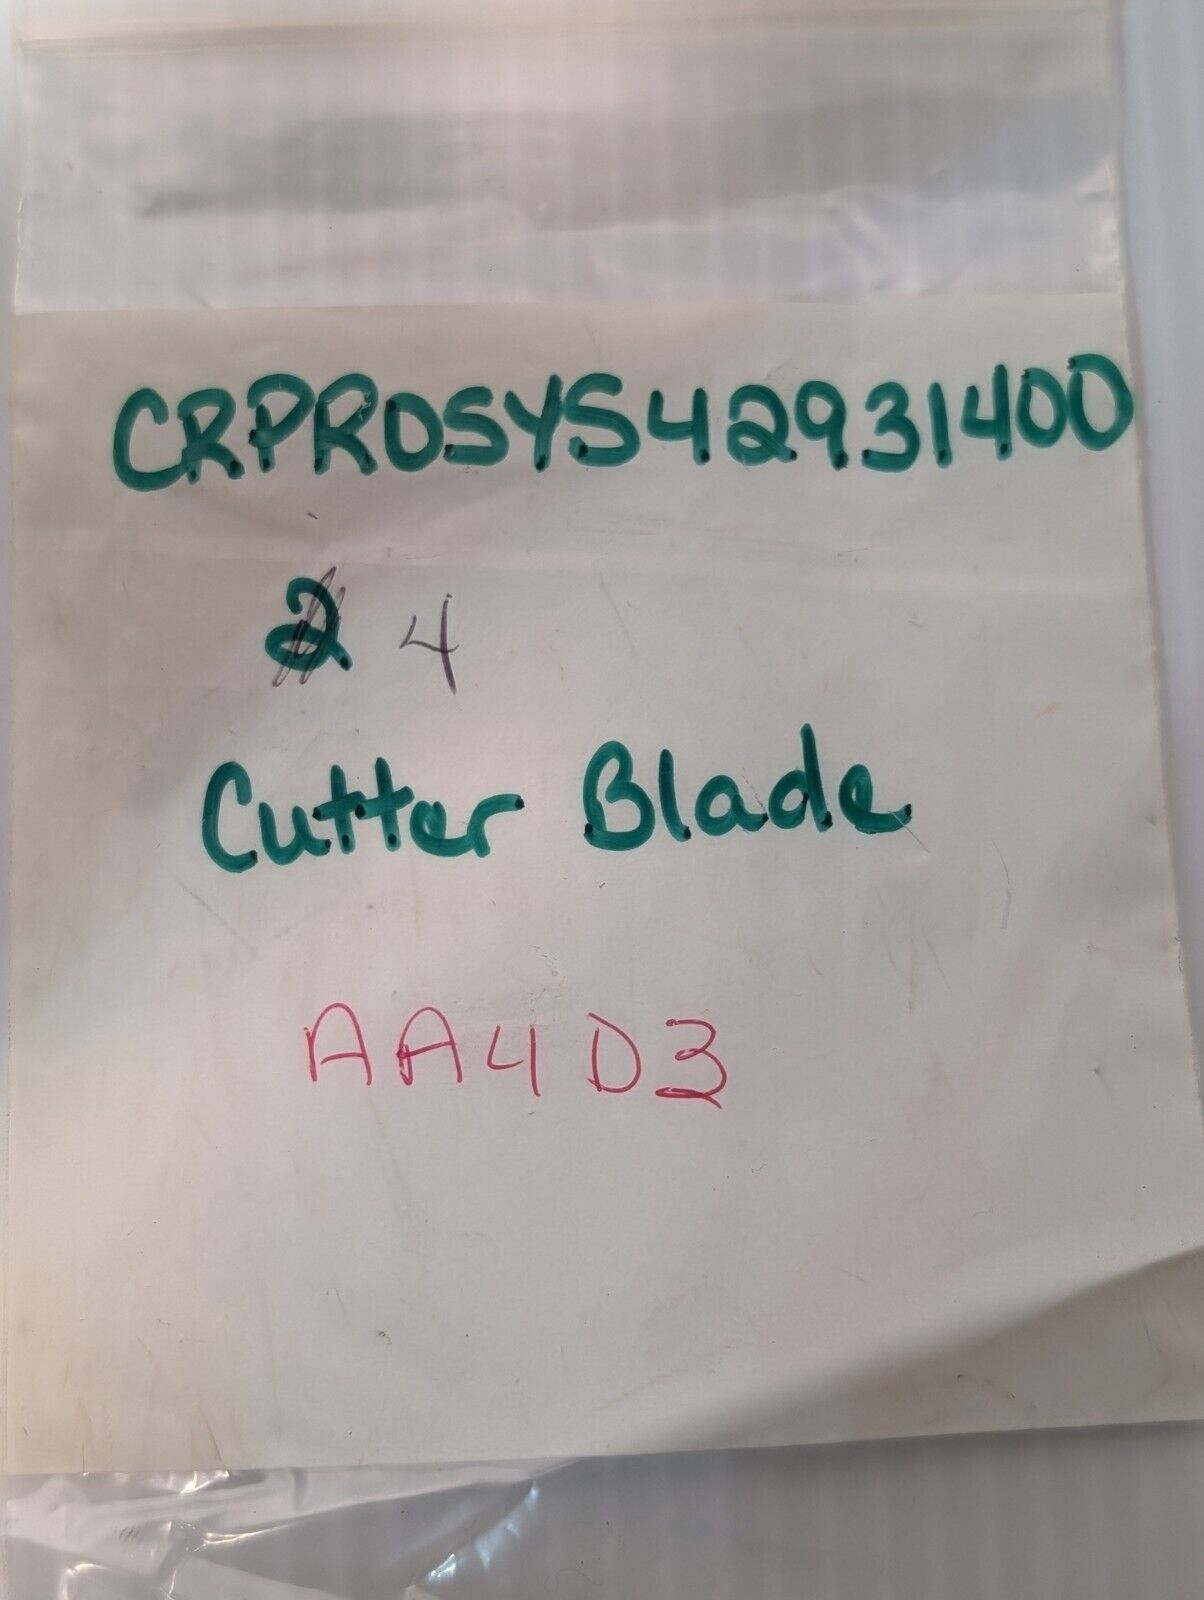 CRPROSYS42931400
2 4
Cutter Blade
AA4D3